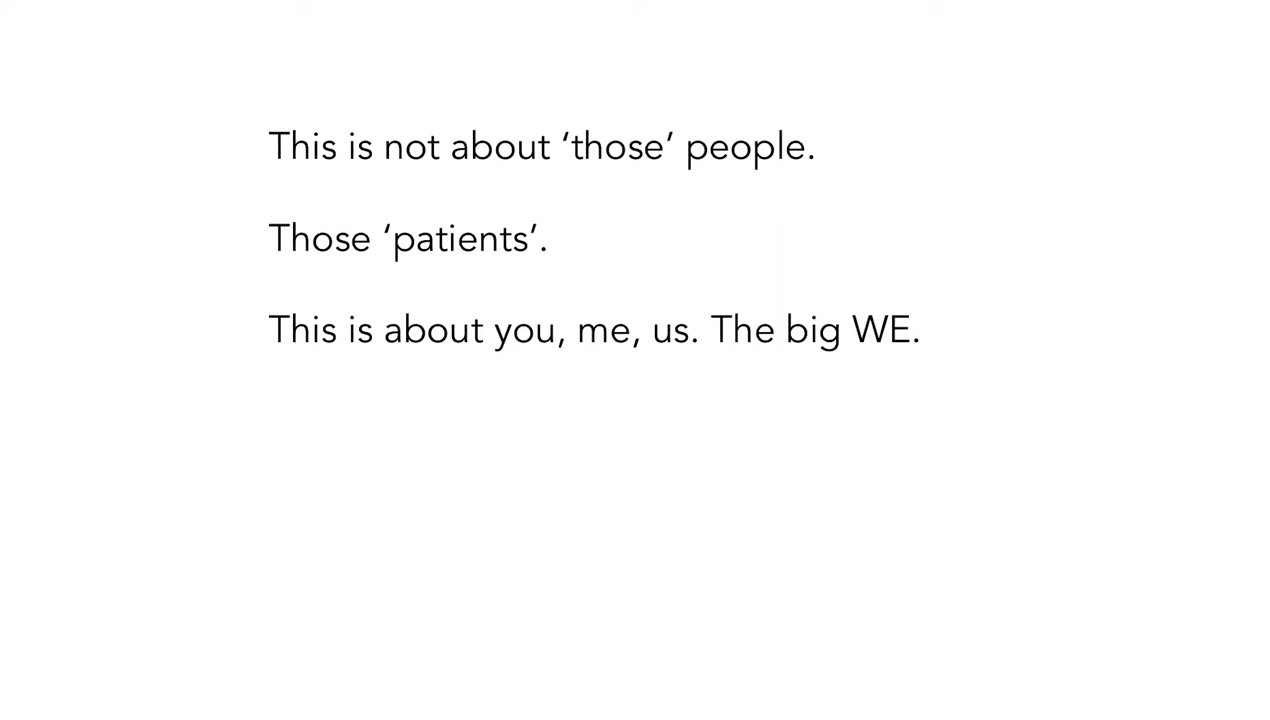 This is not about ‘those’ people.
Those ‘patients’.
This is about you, me, us. The big WE.